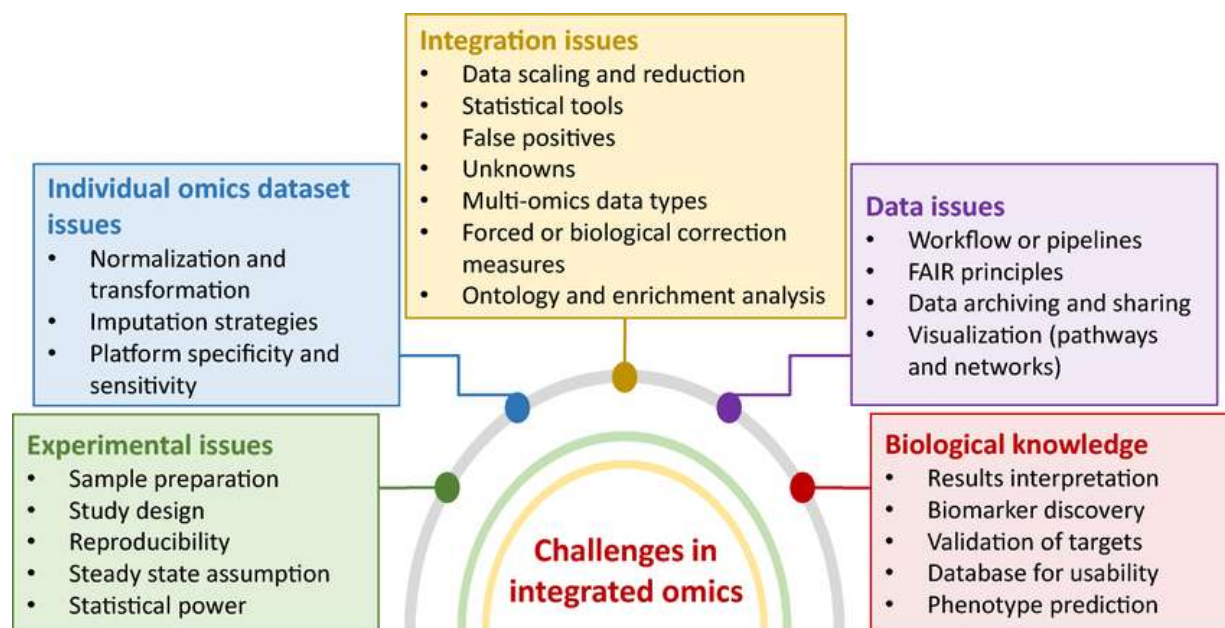 Integration issues
• Data scaling and reduction
• Statistical tools
• False positives
• Unknowns
• Multi-omics data types
• Forced or biological correction
measures
• Ontology and enrichment analysis
Individual omics dataset
issues
• Normalization and
transformation
• Imputation strategies
• Platform specificity and
sensitivity
Data issues
• Workflow or pipelines
• FAIR principles
• Data archiving and sharing
• Visualization (pathways
and networks)
Experimental issues
• Sample preparation
• Study design
• Reproducibility
• Steady state assumption
• Statistical power
Biological knowledge
• Results interpretation
• Biomarker discovery
• Validation of targets
• Database for usability
• Phenotype prediction
Challenges in
integrated omics